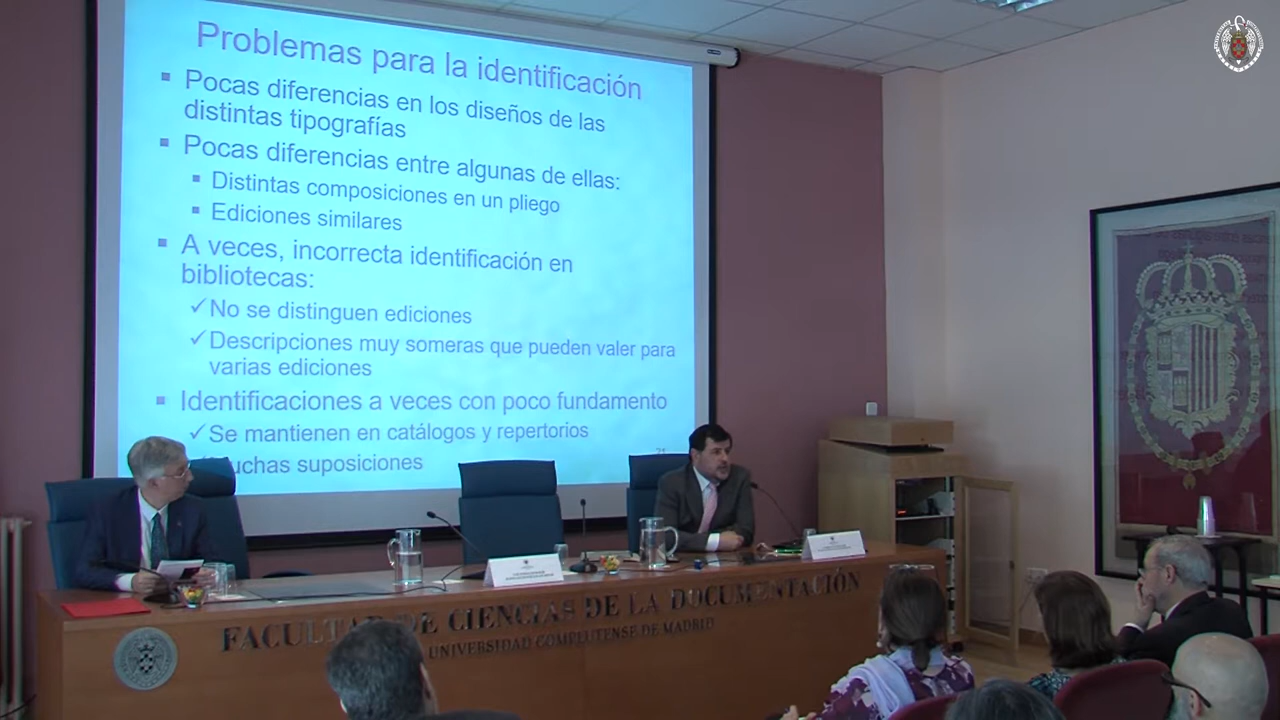 Problemas para la identificación
▪ Pocas diferencias en los diseños de las
distintas tipografías
▪ Pocas diferencias entre algunas de ellas:
▪ Distintas composiciones en un pliego
▪ Ediciones similares
▪ A veces, incorrecta identificación en
bibliotecas:
✓No se distinguen ediciones
✓Descripciones muy someras que pueden valer para
varias ediciones
▪ Identificaciones a veces con poco fundamento
✓Se mantienen en catálogos y repertorios
suposiciones
FACULTAD DE CIENCIAS DE LA DOCUMENTACIÓN
UNIVERSIDAD COMPLUTENSE DE MADRID